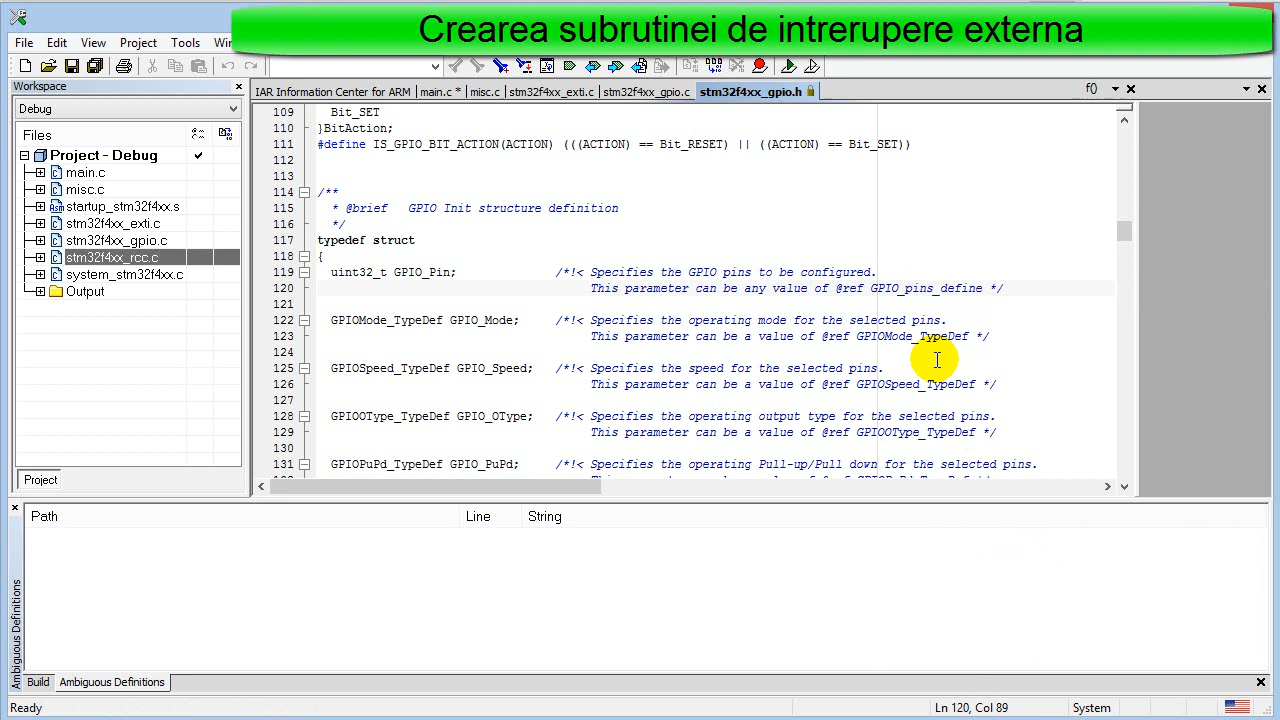 Crearea subrutinei de intrerupere externa
File Edit View Project Tools Win
Workspace
Debug
Files
Project - Debug
main.c
misc.c
startup_stm32f4xx.s
stm32f4xx_exti.c
stm32f4xx_gpio.c
stm32f4xx_rcc.c
system_stm32f4xx.c
Output
Project
IAR Information Center for ARM main.c * misc.c stm32f4xx_exti.c stm32f4xx_gpio.c stm32f4xx_gpio.h f()
109 Bit_SET
110 }BitAction;
111 #define IS_GPIO_BIT_ACTION(ACTION) (((ACTION) == Bit_RESET) || ((ACTION) == Bit_SET))
112
113
114 /**
115 * @brief GPIO Init structure definition
116 */
117 typedef struct
118 {
119 uint32_t GPIO_Pin; /*!< Specifies the GPIO pins to be configured.
120 This parameter can be any value of @ref GPIO_pins_define */
121
122 GPIOMode_TypeDef GPIO_Mode; /*!< Specifies the operating mode for the selected pins.
123 This parameter can be a value of @ref GPIOMode_TypeDef */
124
125 GPIOSpeed_TypeDef GPIO_Speed; /*!< Specifies the speed for the selected pins.
126 This parameter can be a value of @ref GPIOSpeed_TypeDef */
127
128 GPIOOType_TypeDef GPIO_OType; /*!< Specifies the operating output type for the selected pins.
129 This parameter can be a value of @ref GPIOOType_TypeDef */
130
131 GPIOPuPd_TypeDef GPIO_PuPd; /*!< Specifies the operating Pull-up/Pull down for the selected pins.
Path Line String
Ambiguous Definitions
Build Ambiguous Definitions
Ready Ln 120, Col 89 System